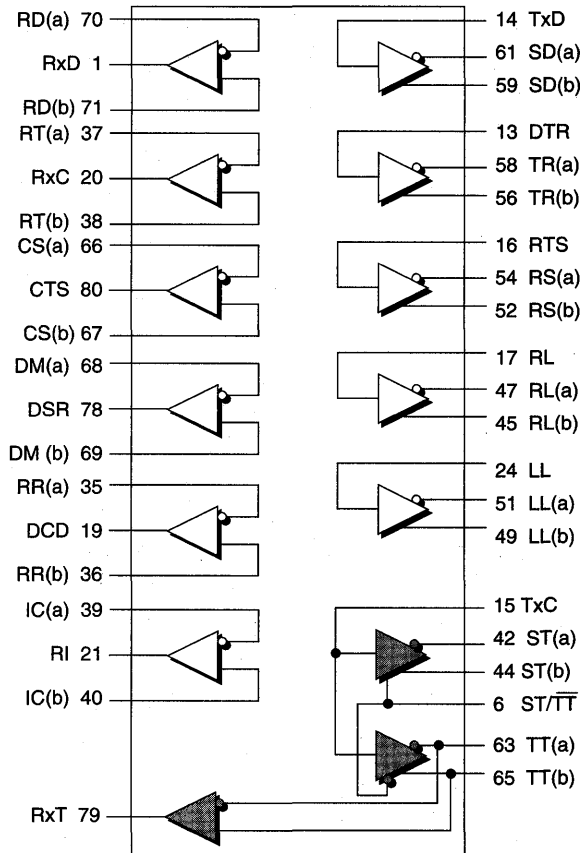 RD(a) 70
RxD 1
RD(b) 71
RT(a) 37
RxC 20
RT(b) 38
CS(a) 66
CTS 80
CS(b) 67
DM(a) 68
DSR 78
DM (b) 69
RR(a) 35
DCD 19
RR(b) 36
IC(a) 39
RI 21
IC(b) 40
RxT 79
14 TxD
61 SD(a)
59 SD(b)
13 DTR
58 TR(a)
56 TR(b)
16 RTS
54 RS(a)
52 RS(b)
17 RL
47 RL(a)
45 RL(b)
24 LL
51 LL(a)
49 LL(b)
15 TxC
42 ST(a)
44 ST(b)
6 ST/T̅T̅
63 TT(a)
65 TT(b)